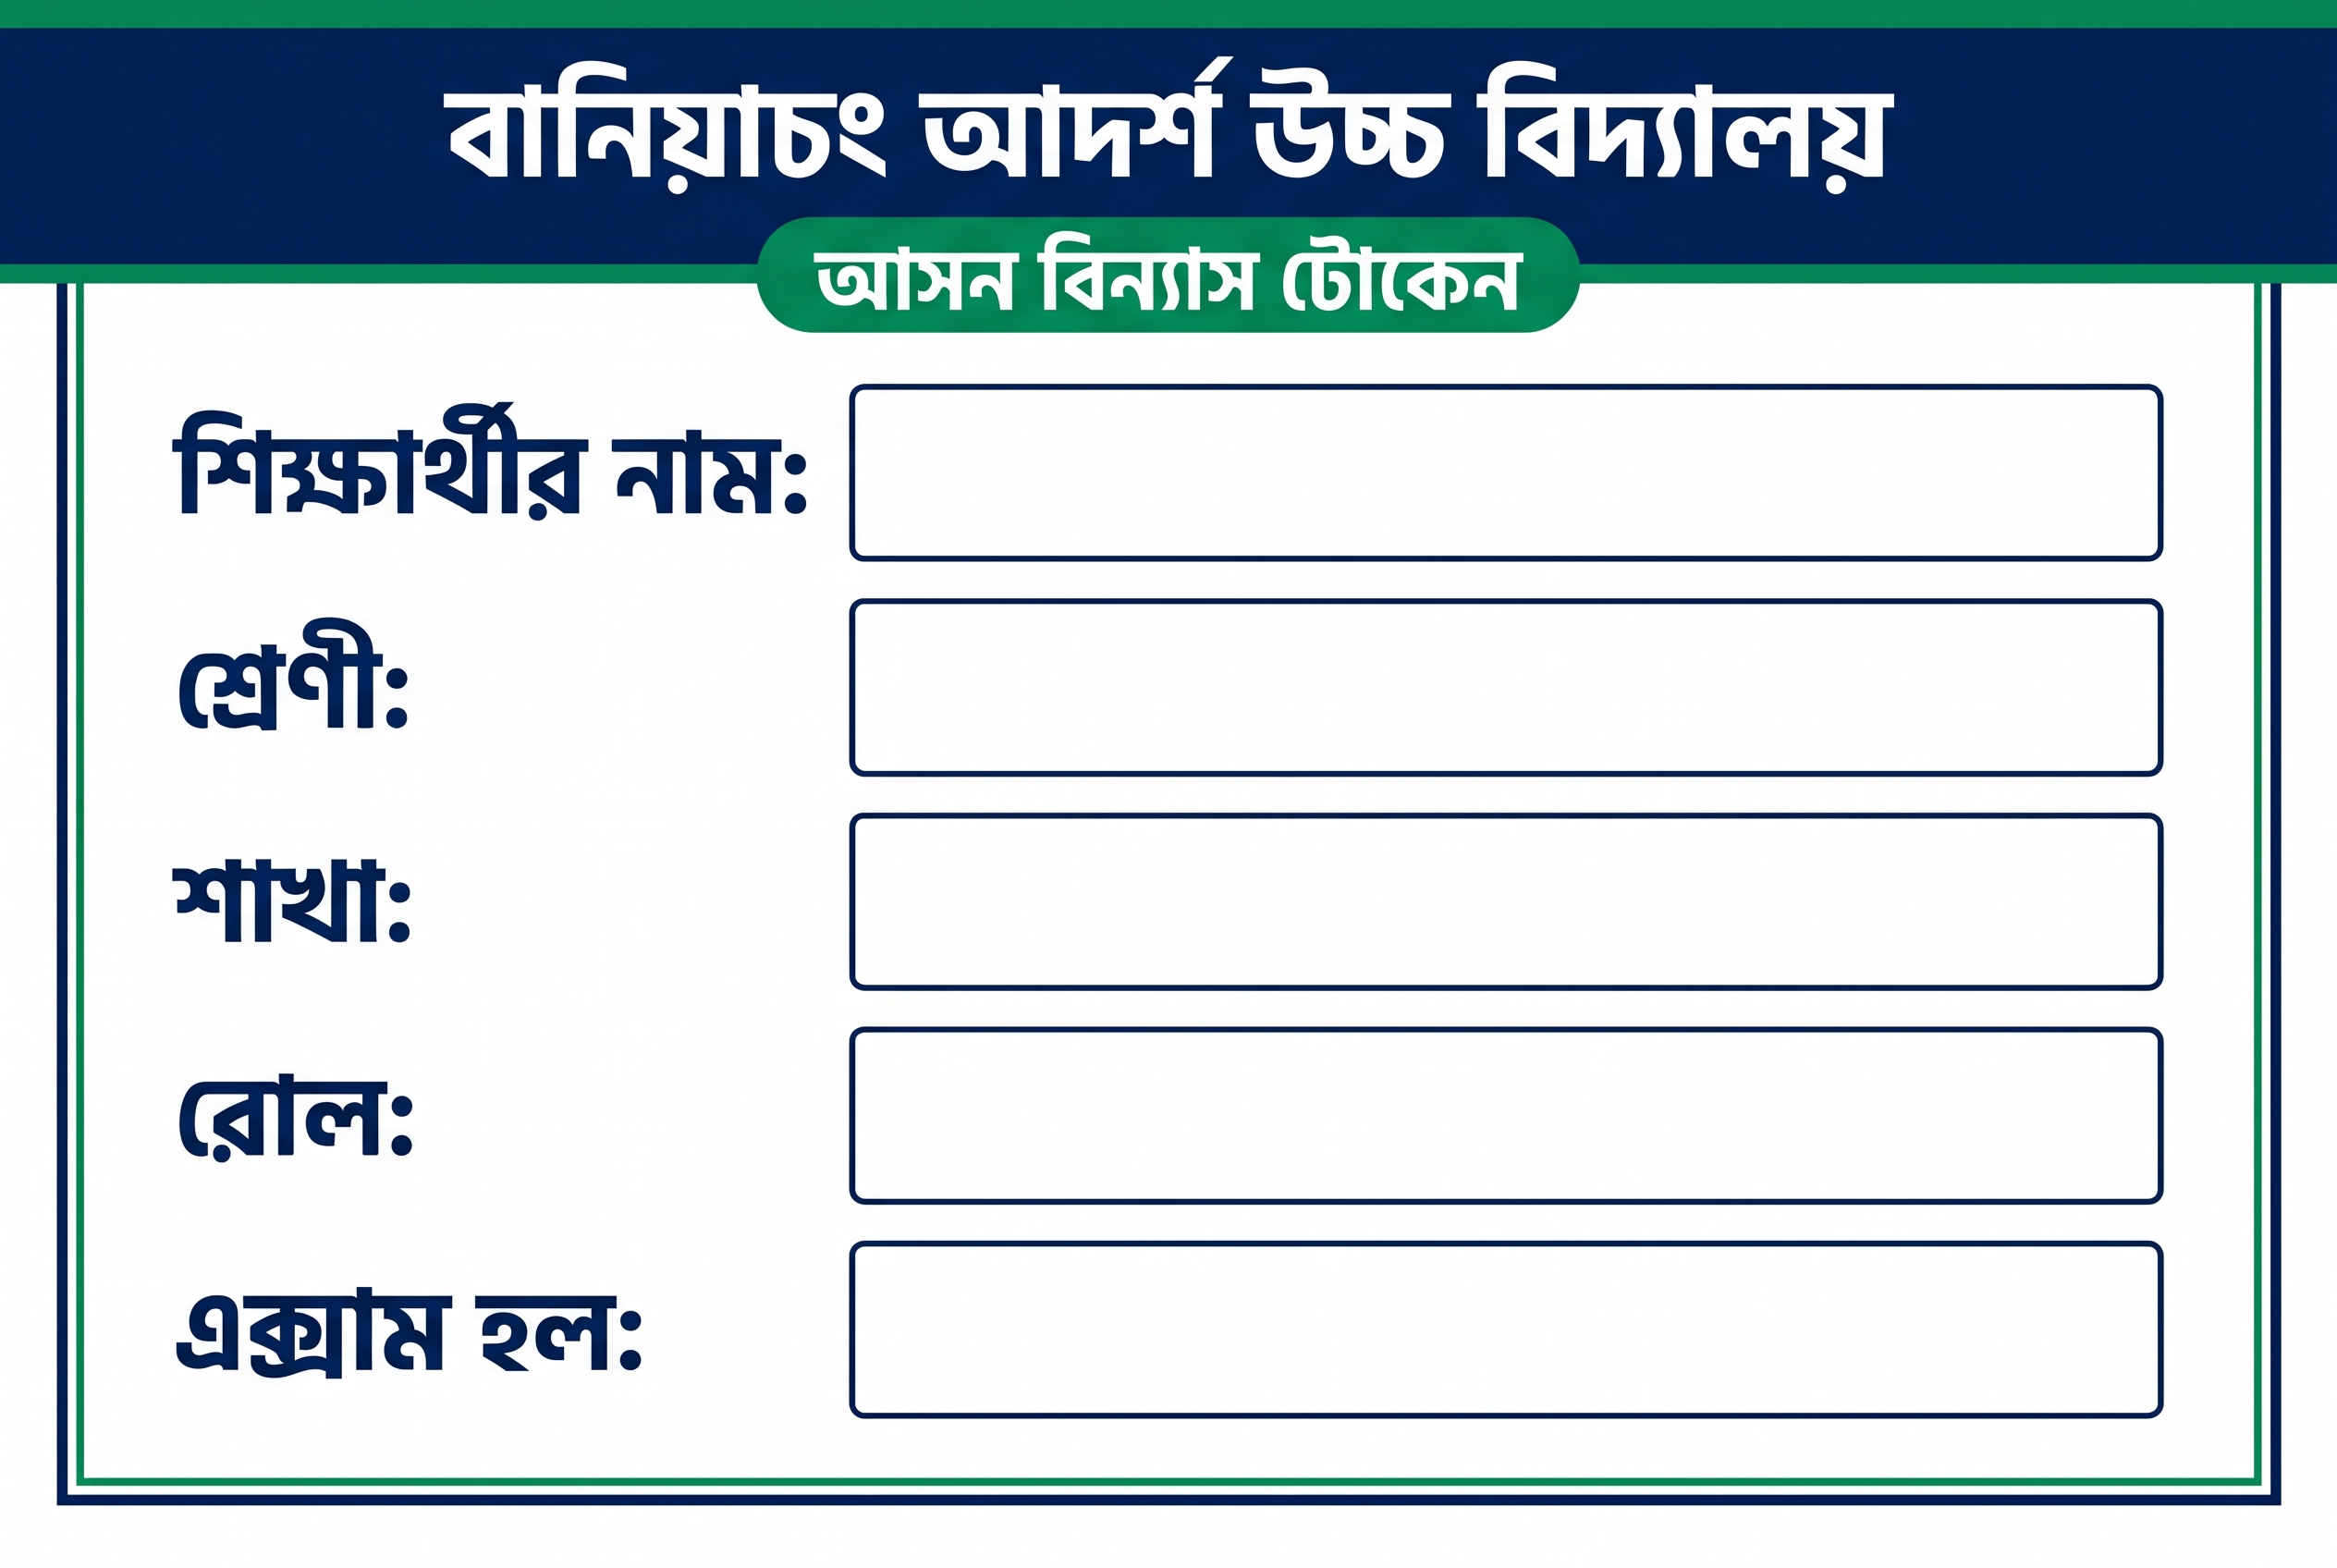 বানিয়াচং আদর্শ উচ্চ বিদ্যালয়
আসন বিন্যাস টোকেন
শিক্ষার্থীর নাম:
শ্রেণী:
শাখা:
রোল:
এক্সাম হল: